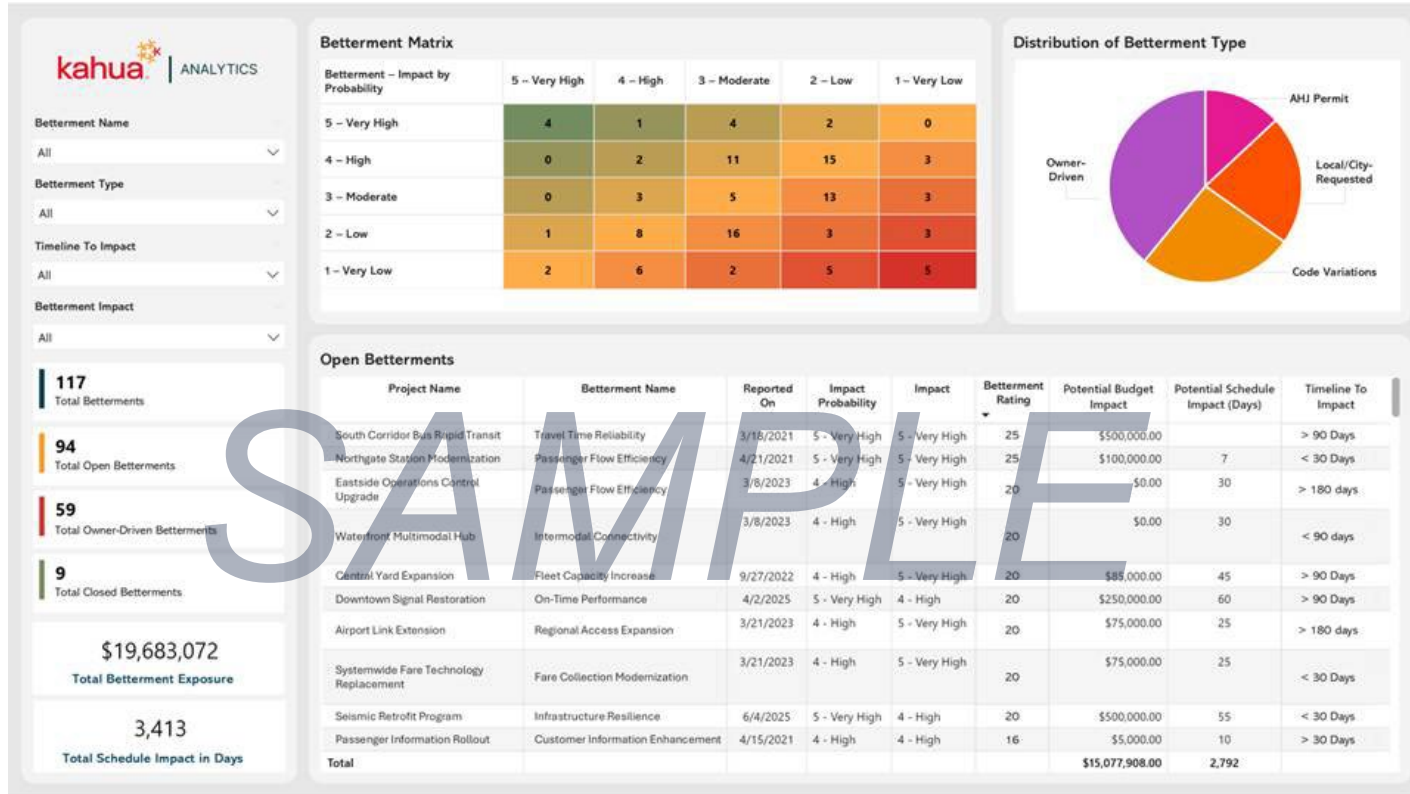 kahua. | ANALYTICS
Betterment Name
All
Betterment Type
All
Timeline To Impact
All
Betterment Impact
All
117
Total Betterments
94
Total Open Betterments
59
Total Owner-Driven Betterments
9
Total Closed Betterments
$19,683,072
Total Betterment Exposure
3,413
Total Schedule Impact in Days
Betterment Matrix
Betterment – Impact by Probability 5 – Very High 4 – High 3 – Moderate 2 – Low 1 – Very Low
5 – Very High 4 1 4 2 0
4 – High 0 2 11 15 3
3 – Moderate 0 3 5 13 3
2 – Low 1 8 16 3 3
1 – Very Low 2 6 2 5 5
Distribution of Betterment Type
AHJ Permit
Local/City-
Requested
Owner-
Driven
Code Variations
Open Betterments
Project Name Betterment Name Reported On Impact Probability Impact Betterment Rating Potential Budget Impact Potential Schedule Impact (Days) Timeline To Impact
South Corridor Bus Rapid Transit Travel Time Reliability 3/18/2021 5 - Very High 5 - Very High 25 $500,000.00 > 90 Days
Northgate Station Modernization Passenger Flow Efficiency 4/21/2021 5 - Very High 5 - Very High 25 $100,000.00 7 < 30 Days
Eastside Operations Control Upgrade Passenger Flow Efficiency 3/8/2023 4 - High 5 - Very High 20 $0.00 30 > 180 days
Waterfront Multimodal Hub Intermodal Connectivity 3/8/2023 4 - High 5 - Very High 20 $0.00 30 < 90 days
Central Yard Expansion Fleet Capacity Increase 9/27/2022 4 - High 5 - Very High 20 $85,000.00 45 > 90 Days
Downtown Signal Restoration On-Time Performance 4/2/2025 5 - Very High 4 - High 20 $250,000.00 60 > 90 Days
Airport Link Extension Regional Access Expansion 3/21/2023 4 - High 5 - Very High 20 $75,000.00 25 > 180 days
Systemwide Fare Technology Replacement Fare Collection Modernization 3/21/2023 4 - High 5 - Very High 20 $75,000.00 25 < 30 Days
Seismic Retrofit Program Infrastructure Resilience 6/4/2025 5 - Very High 4 - High 20 $500,000.00 55 < 30 Days
Passenger Information Rollout Customer Information Enhancement 4/15/2021 4 - High 4 - High 16 $5,000.00 10 > 30 Days
Total $15,077,908.00 2,792
SAMPLE